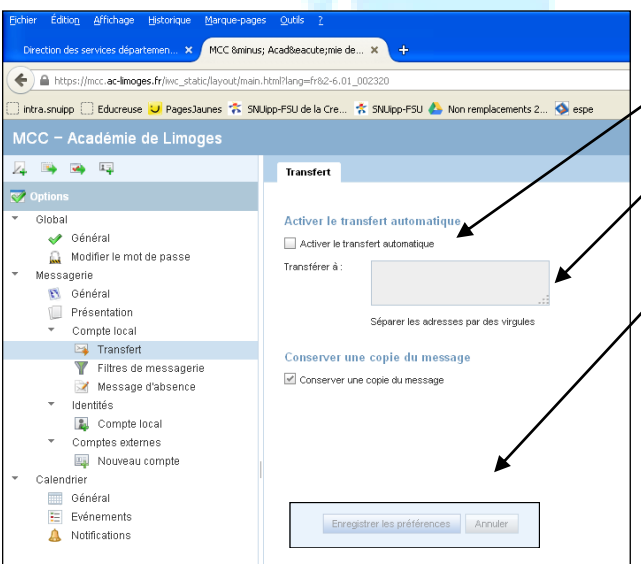 Fichier Édition Affichage Historique Marque-pages Outils ?
Direction des services départemen... × MCC &minus; Acad&eacute;mie de... × +
https://mcc.ac-limoges.fr/iwc_static/layout/main.html?lang=fr&2-6.01_002320
intra.snuipp Educreuse PagesJaunes SNUipp-FSU de la Cre... SNUipp-FSU Non remplacements 2... espe
MCC – Académie de Limoges
Transfert
Options
Global
Général
Modifier le mot de passe
Messagerie
Général
Présentation
Compte local
Transfert
Filtres de messagerie
Message d'absence
Identités
Compte local
Comptes externes
Nouveau compte
Calendrier
Général
Evénements
Notifications
Activer le transfert automatique
Activer le transfert automatique
Transférer à :
Séparer les adresses par des virgules
Conserver une copie du message
Conserver une copie du message
Enregistrer les préférences Annuler